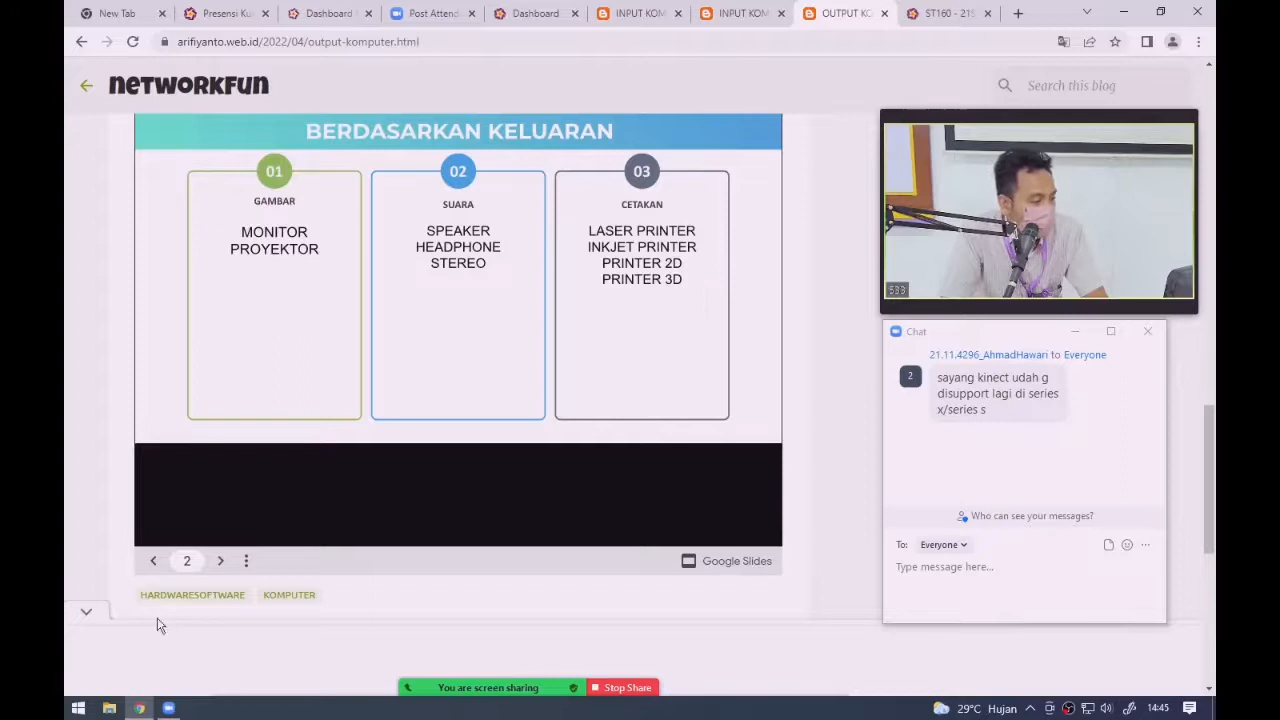 New Tab
Presensi Ku
Dashboard
Post Attend
Dashboard
INPUT KOM
INPUT KOM
OUTPUT KO
ST160 - 21S
arifiyanto.web.id/2022/04/output-komputer.html
NETWORKFUN
Search this blog
BERDASARKAN KELUARAN
01
GAMBAR
MONITOR
PROYEKTOR
02
SUARA
SPEAKER
HEADPHONE
STEREO
03
CETAKAN
LASER PRINTER
INKJET PRINTER
PRINTER 2D
PRINTER 3D
533
Chat
21.11.4296_AhmadHawari to Everyone
2
sayang kinect udah g
disupport lagi di series
x/series s
Who can see your messages?
To: Everyone
Type message here...
2
Google Slides
HARDWARESOFTWARE KOMPUTER
You are screen sharing
Stop Share
29°C Hujan
14:45